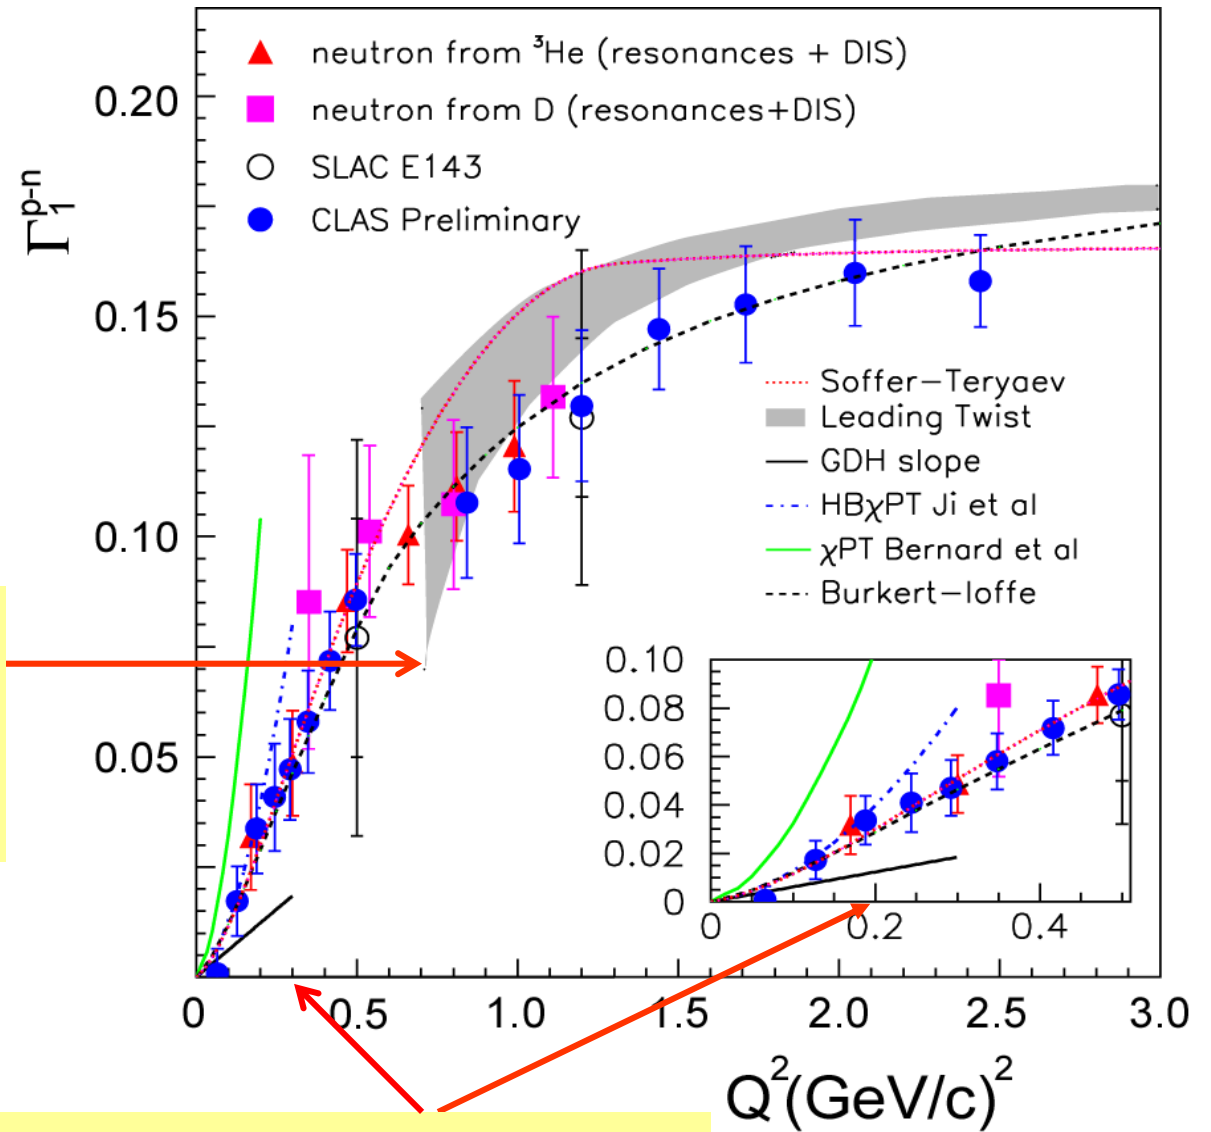 neutron from ³He (resonances + DIS)
neutron from D (resonances+DIS)
SLAC E143
CLAS Preliminary
0.20
0.15
0.10
0.05
Γ₁ᵖ⁻ⁿ
Soffer–Teryaev
Leading Twist
GDH slope
HBχPT Ji et al
χPT Bernard et al
Burkert–Ioffe
0.10
0.08
0.06
0.04
0.02
0
0 0.2 0.4
0 0.5 1.0 1.5 2.0 2.5 3.0
Q²(GeV/c)²